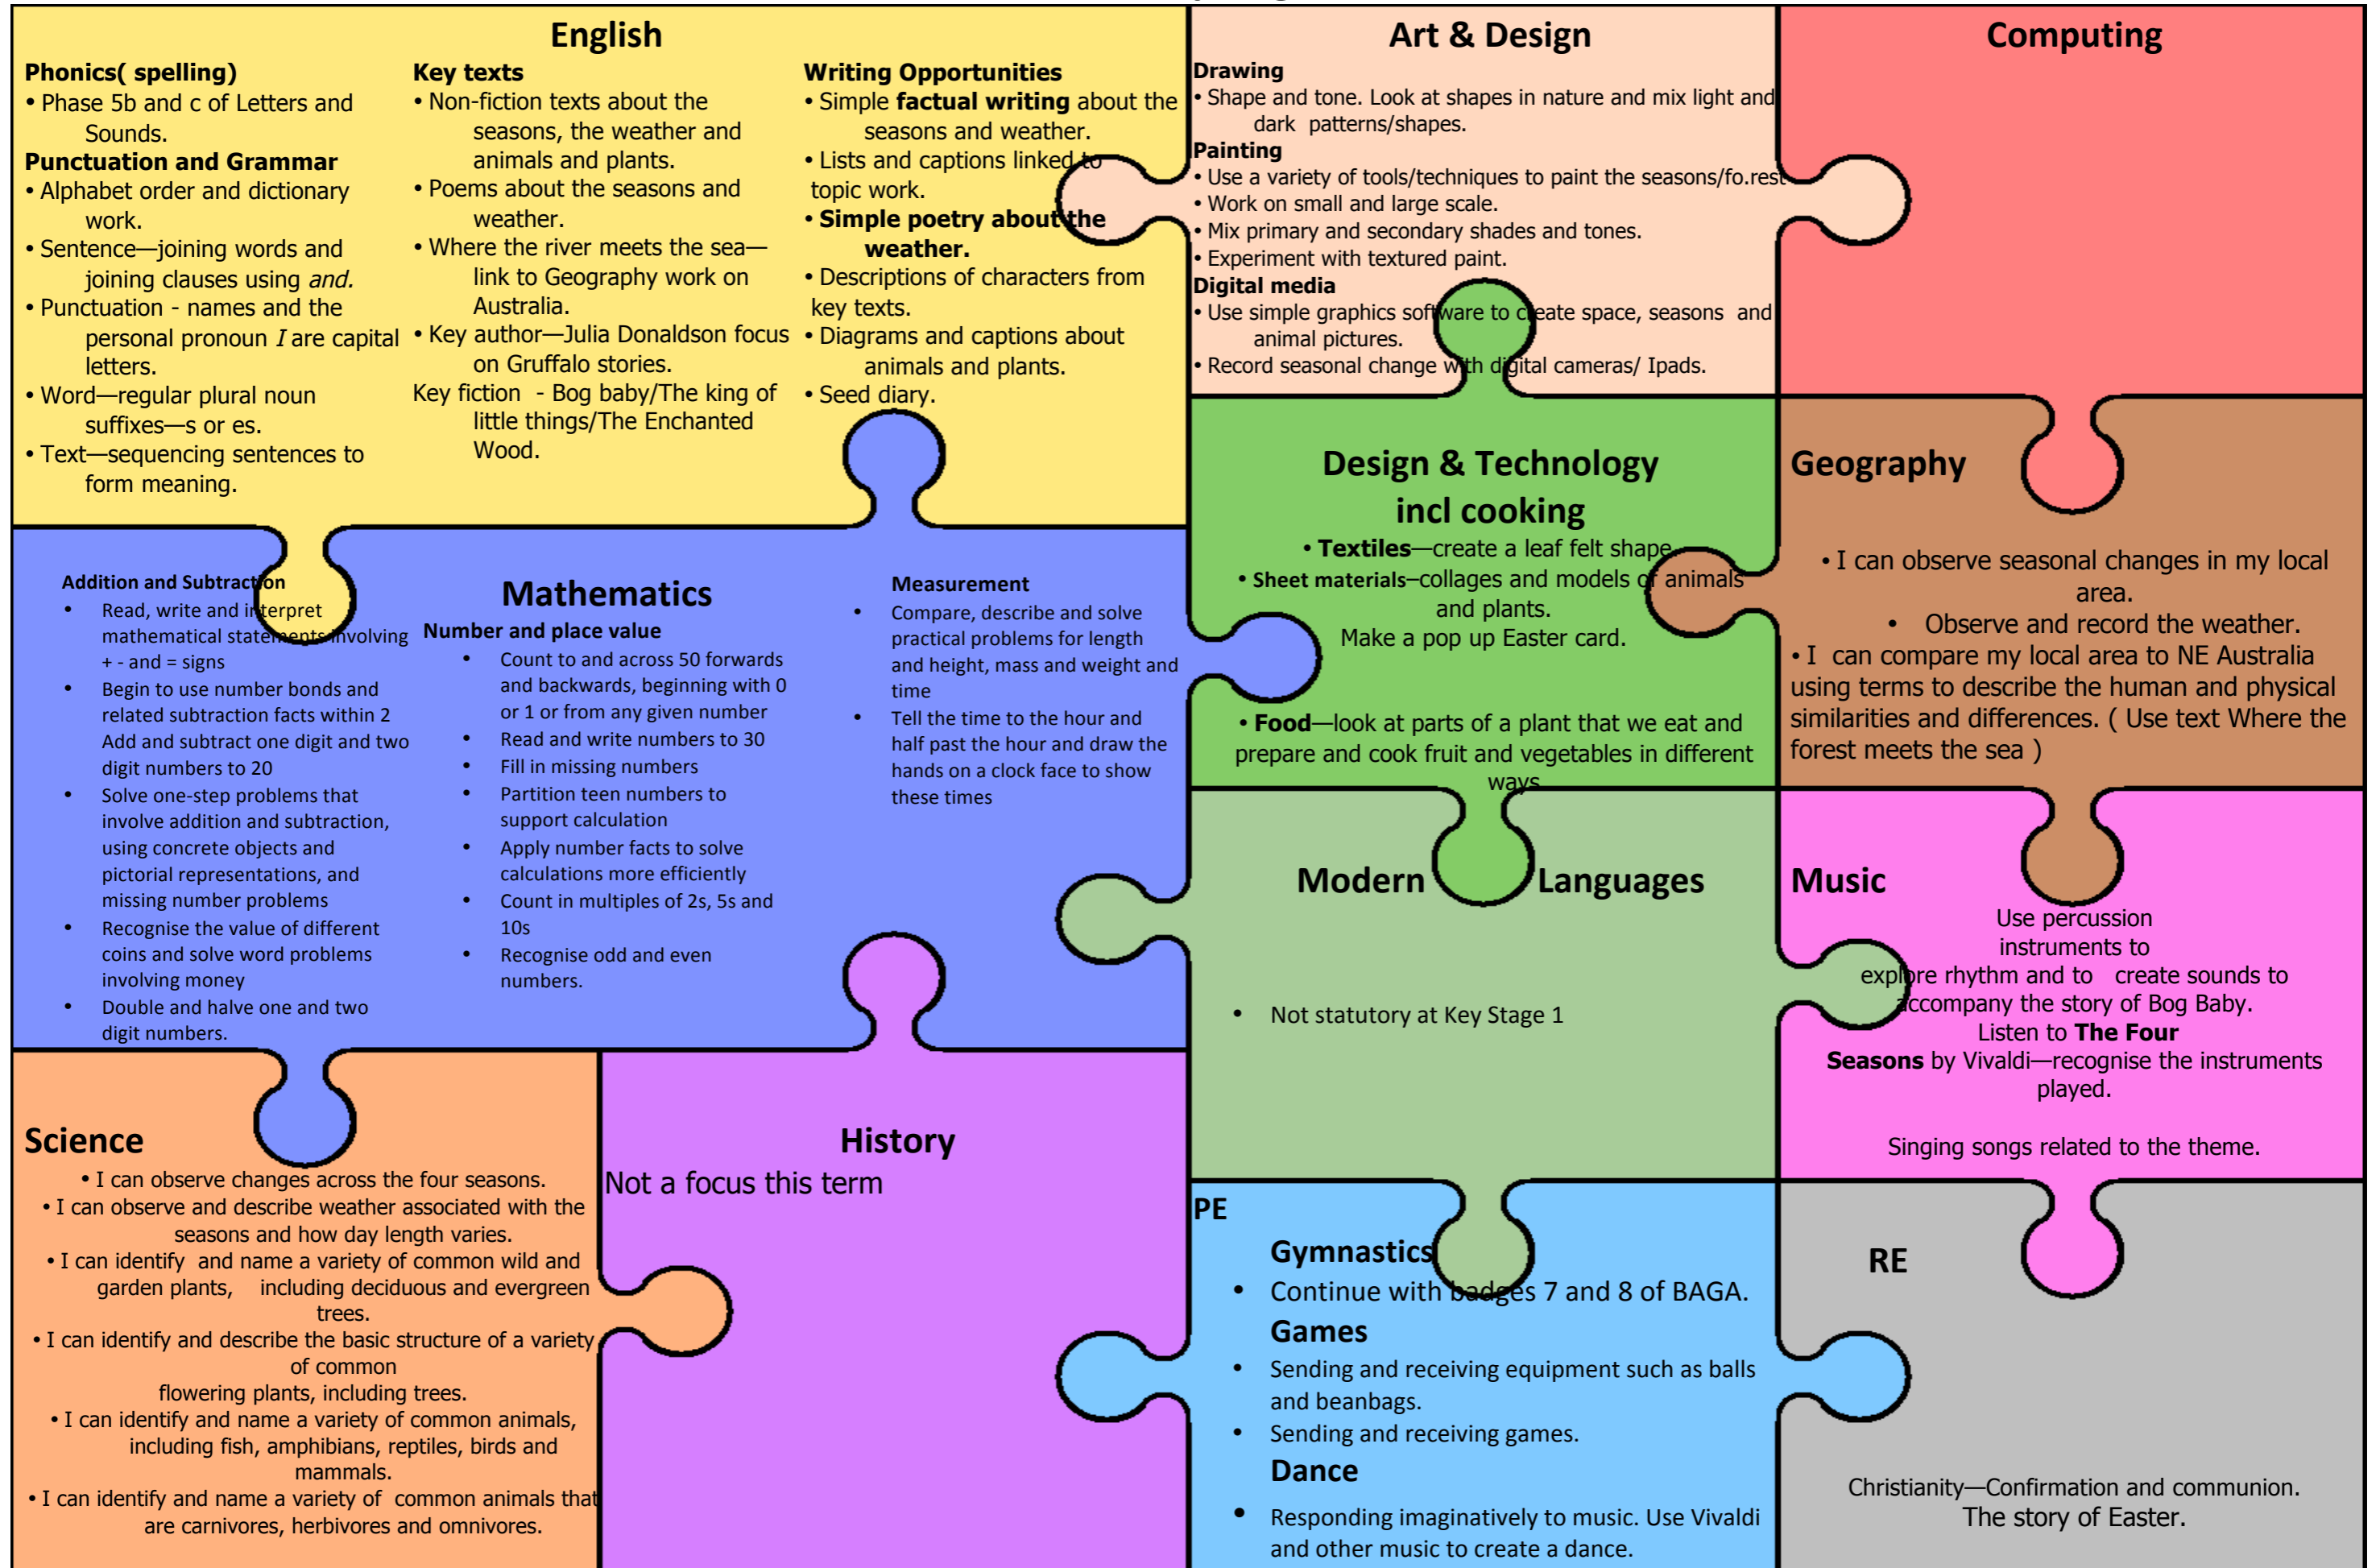 English
Phonics( spelling)
• Phase 5b and c of Letters and
Sounds.
Punctuation and Grammar
• Alphabet order and dictionary
work.
• Sentence—joining words and
joining clauses using and.
• Punctuation - names and the
personal pronoun I are capital
letters.
• Word—regular plural noun
suffixes—s or es.
• Text—sequencing sentences to
form meaning.
Key texts
• Non-fiction texts about the
seasons, the weather and
animals and plants.
• Poems about the seasons and
weather.
• Where the river meets the sea—
link to Geography work on
Australia.
• Key author—Julia Donaldson focus
on Gruffalo stories.
Key fiction - Bog baby/The king of
little things/The Enchanted
Wood.
Writing Opportunities
• Simple factual writing about the
seasons and weather.
• Lists and captions linked to
topic work.
• Simple poetry about the
weather.
• Descriptions of characters from
key texts.
• Diagrams and captions about
animals and plants.
• Seed diary.
Art & Design
Drawing
• Shape and tone. Look at shapes in nature and mix light and
dark patterns/shapes.
Painting
• Use a variety of tools/techniques to paint the seasons/fo.rest
• Work on small and large scale.
• Mix primary and secondary shades and tones.
• Experiment with textured paint.
Digital media
• Use simple graphics software to create space, seasons and
animal pictures.
• Record seasonal change with digital cameras/ Ipads.
Computing
Addition and Subtraction
• Read, write and interpret
mathematical statements involving
+ - and = signs
• Begin to use number bonds and
related subtraction facts within 2
Add and subtract one digit and two
digit numbers to 20
• Solve one-step problems that
involve addition and subtraction,
using concrete objects and
pictorial representations, and
missing number problems
• Recognise the value of different
coins and solve word problems
involving money
• Double and halve one and two
digit numbers.
Mathematics
Number and place value
• Count to and across 50 forwards
and backwards, beginning with 0
or 1 or from any given number
• Read and write numbers to 30
• Fill in missing numbers
• Partition teen numbers to
support calculation
• Apply number facts to solve
calculations more efficiently
• Count in multiples of 2s, 5s and
10s
• Recognise odd and even
numbers.
Measurement
• Compare, describe and solve
practical problems for length
and height, mass and weight and
time
• Tell the time to the hour and
half past the hour and draw the
hands on a clock face to show
these times
Design & Technology
incl cooking
• Textiles—create a leaf felt shape
• Sheet materials–collages and models of animals
and plants.
Make a pop up Easter card.
• Food—look at parts of a plant that we eat and
prepare and cook fruit and vegetables in different
ways
Geography
• I can observe seasonal changes in my local
area.
• Observe and record the weather.
• I can compare my local area to NE Australia
using terms to describe the human and physical
similarities and differences. ( Use text Where the
forest meets the sea )
Modern Languages
• Not statutory at Key Stage 1
Music
Use percussion
instruments to
explore rhythm and to create sounds to
accompany the story of Bog Baby.
Listen to The Four
Seasons by Vivaldi—recognise the instruments
played.
Singing songs related to the theme.
Science
• I can observe changes across the four seasons.
• I can observe and describe weather associated with the
seasons and how day length varies.
• I can identify and name a variety of common wild and
garden plants, including deciduous and evergreen
trees.
• I can identify and describe the basic structure of a variety
of common
flowering plants, including trees.
• I can identify and name a variety of common animals,
including fish, amphibians, reptiles, birds and
mammals.
• I can identify and name a variety of common animals that
are carnivores, herbivores and omnivores.
History
Not a focus this term
PE
Gymnastics
• Continue with badges 7 and 8 of BAGA.
Games
• Sending and receiving equipment such as balls
and beanbags.
• Sending and receiving games.
Dance
• Responding imaginatively to music. Use Vivaldi
and other music to create a dance.
RE
Christianity—Confirmation and communion.
The story of Easter.